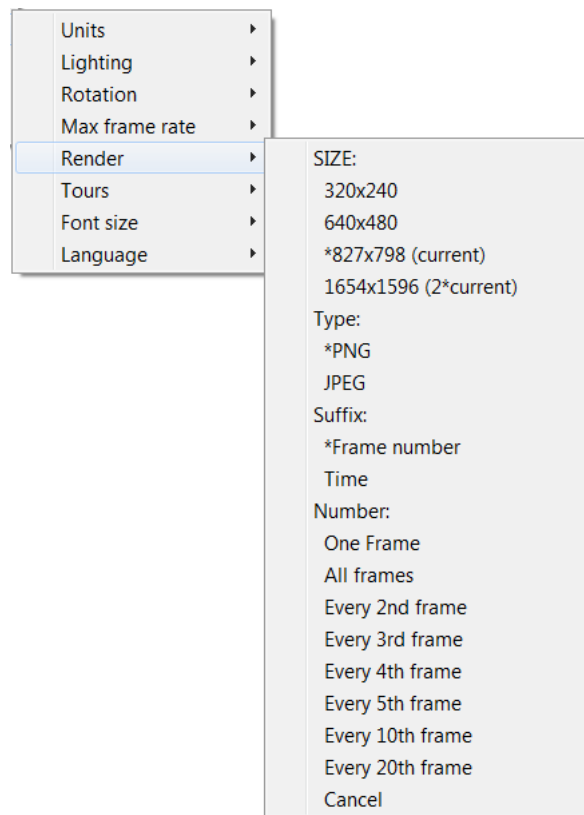 Units
Lighting
Rotation
Max frame rate
Render
Tours
Font size
Language
SIZE:
320x240
640x480
*827x798 (current)
1654x1596 (2*current)
Type:
*PNG
JPEG
Suffix:
*Frame number
Time
Number:
One Frame
All frames
Every 2nd frame
Every 3rd frame
Every 4th frame
Every 5th frame
Every 10th frame
Every 20th frame
Cancel